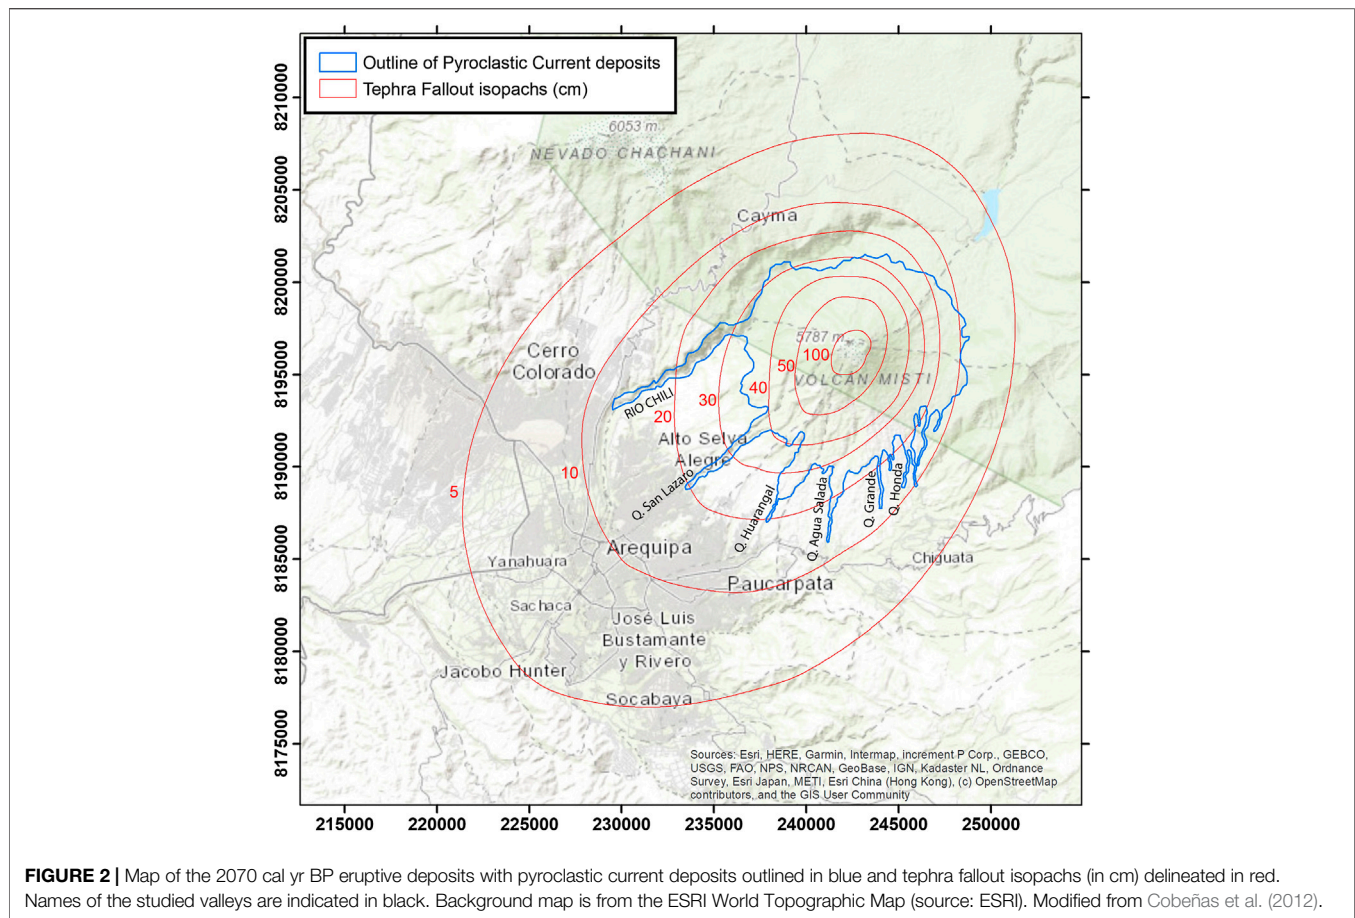 Outline of Pyroclastic Current deposits
Tephra Fallout isopachs (cm)
6053 m
NEVADO CHACHANI
Cayma
5787 m
VOLCAN MISTI
100
50
40
30
20
10
5
Cerro
Colorado
RIO CHILI
Alto Selva
Alegre
Q. San Lazaro
Q. Huarangal
Q. Agua Salada
Q. Grande
Q. Honda
Arequipa
Yanahuara
Chiguata
Paucarpata
Sachaca
José Luis
Bustamante
y Rivero
Jacobo Hunter
Socabaya
8210000
8205000
8200000
8195000
8190000
8185000
8180000
8175000
Sources: Esri, HERE, Garmin, Intermap, increment P Corp., GEBCO,
USGS, FAO, NPS, NRCAN, GeoBase, IGN, Kadaster NL, Ordnance
Survey, Esri Japan, METI, Esri China (Hong Kong), (c) OpenStreetMap
contributors, and the GIS User Community
215000 220000 225000 230000 235000 240000 245000 250000
FIGURE 2 | Map of the 2070 cal yr BP eruptive deposits with pyroclastic current deposits outlined in blue and tephra fallout isopachs (in cm) delineated in red.
Names of the studied valleys are indicated in black. Background map is from the ESRI World Topographic Map (source: ESRI). Modified from Cobeñas et al. (2012).